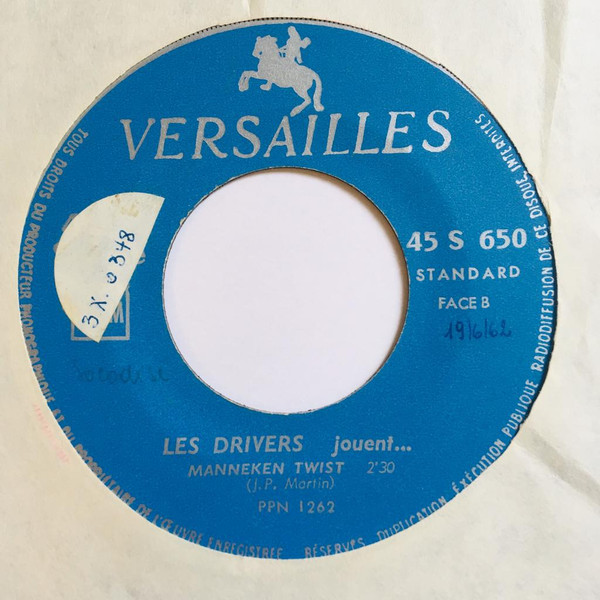 VERSAILLES
TOUS DROITS DU PRODUCTEUR PHONOGRAPHIQUE ET DU PROPRIÉTAIRE DE L'ŒUVRE ENREGISTRÉE RÉSERVÉS DUPLICATION EXÉCUTION PUBLIQUE RADIODIFFUSION DE CE DISQUE INTERDITES
3X. 0348
45 S 650
STANDARD
FACE B
19/6/62
LES DRIVERS jouent...
MANNEKEN TWIST 2'30
(J.P. Martin)
PPN 1262